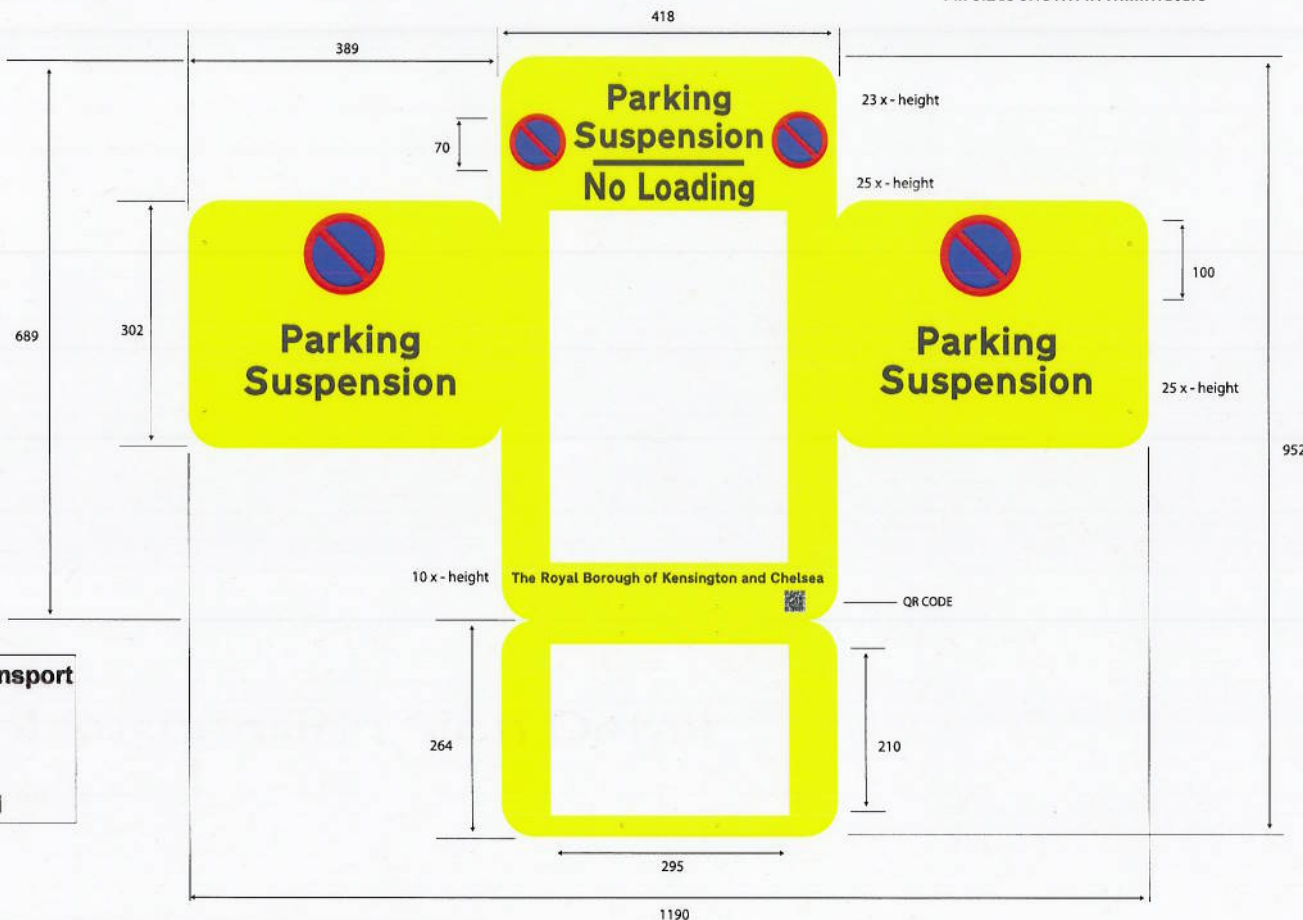 418
389
Parking
Suspension
No Loading
23 x - height
70
25 x - height
Parking
Suspension
Parking
Suspension
100
302
689
25 x - height
952
10 x - height
The Royal Borough of Kensington and Chelsea
QR CODE
264
210
295
1190